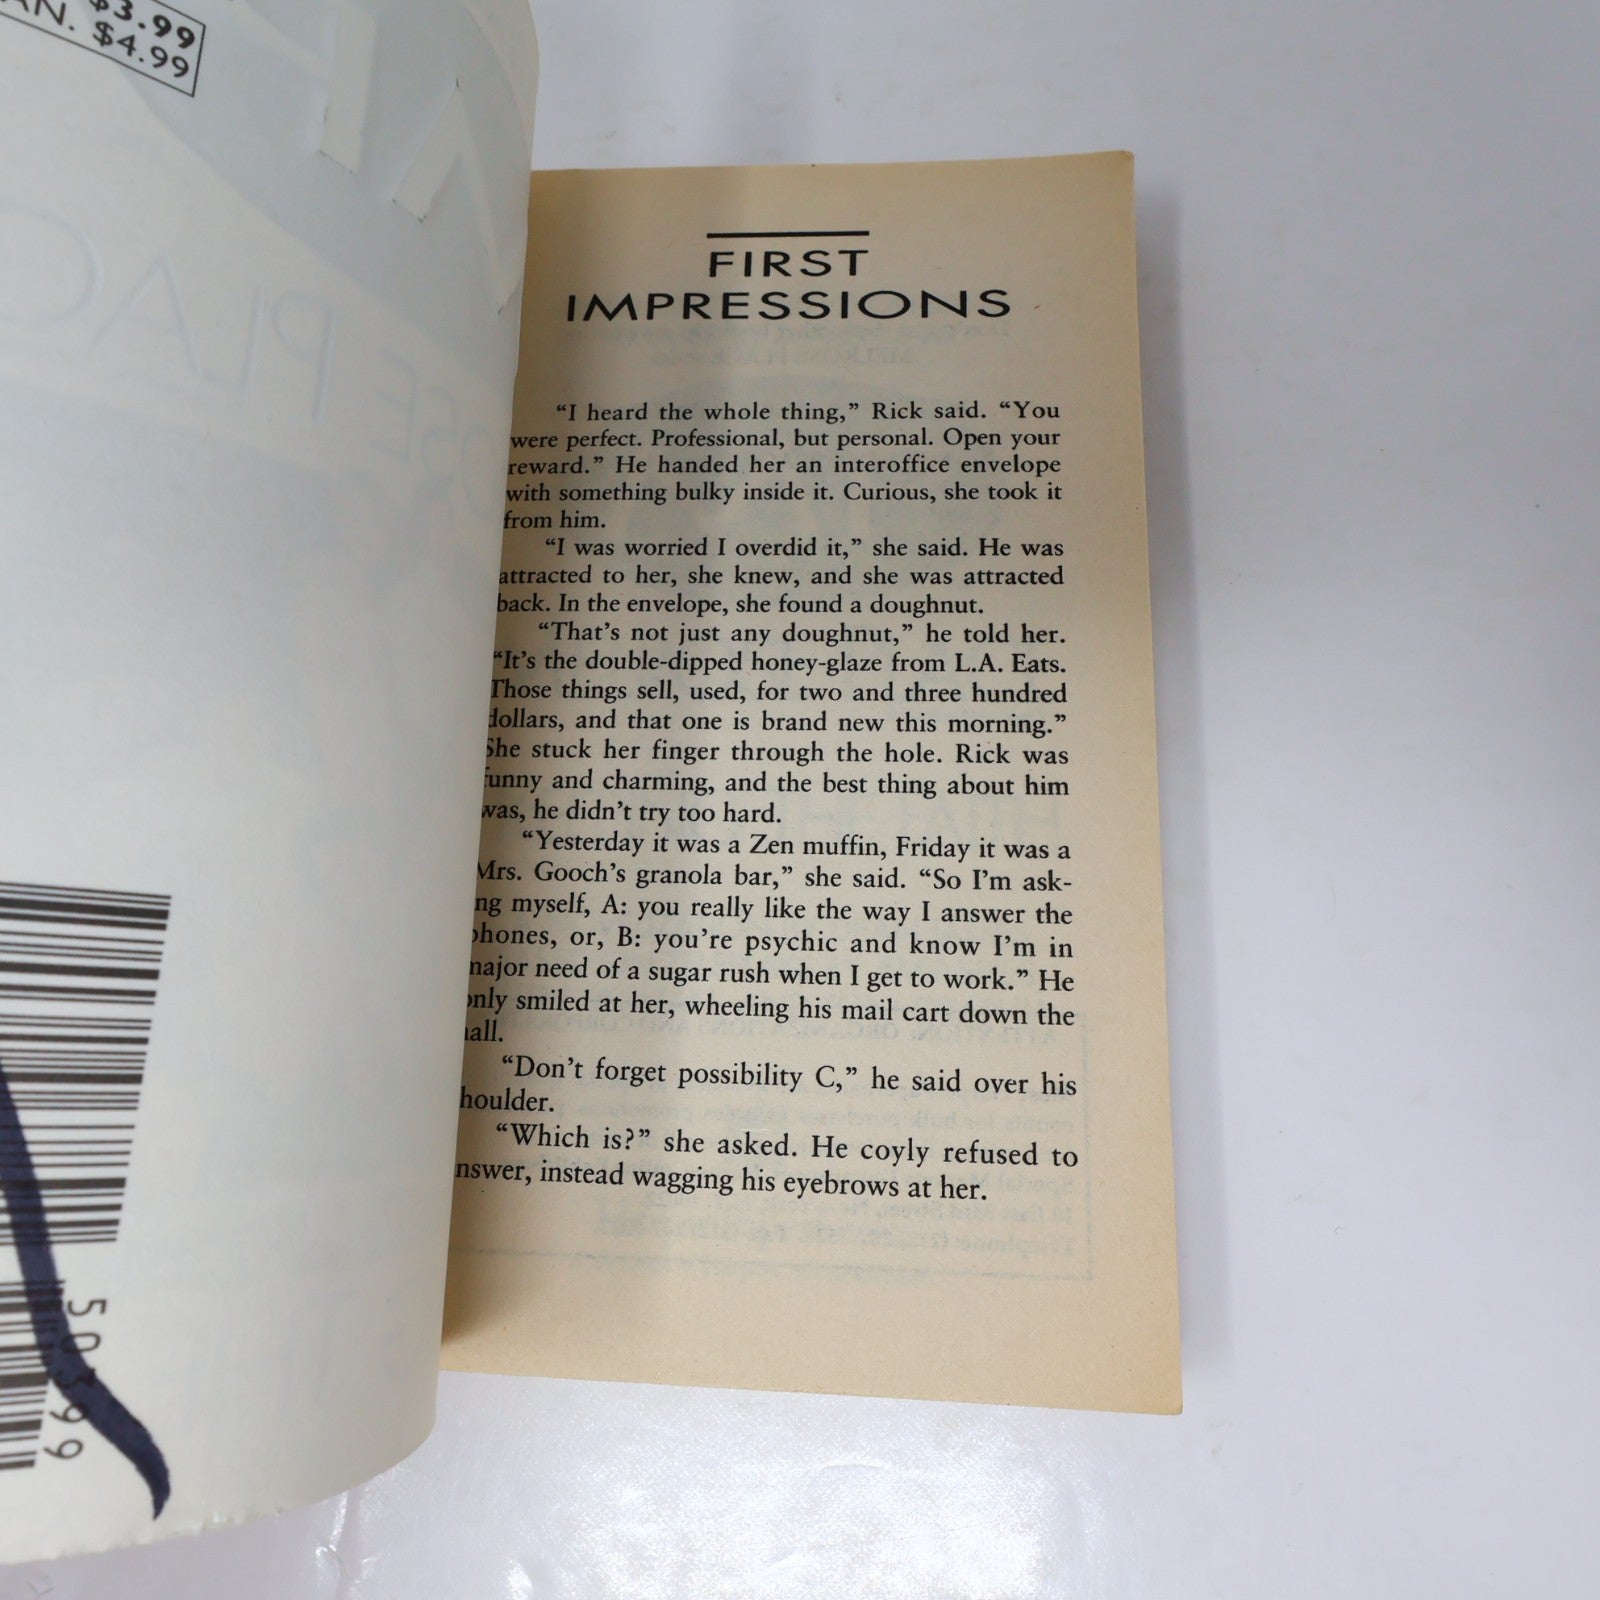 $3.99
AN. $4.99
PLAC
50399
FIRST
IMPRESSIONS
MELROSE PLACE
“I heard the whole thing,” Rick said. “You
were perfect. Professional, but personal. Open your
reward.” He handed her an interoffice envelope
with something bulky inside it. Curious, she took it
from him.
“I was worried I overdid it,” she said. He was
attracted to her, she knew, and she was attracted
back. In the envelope, she found a doughnut.
“That’s not just any doughnut,” he told her.
“It’s the double-dipped honey-glaze from L.A. Eats.
Those things sell, used, for two and three hundred
dollars, and that one is brand new this morning.”
She stuck her finger through the hole. Rick was
funny and charming, and the best thing about him
was, he didn’t try too hard.
“Yesterday it was a Zen muffin, Friday it was a
Mrs. Gooch’s granola bar,” she said. “So I’m ask-
ng myself, A: you really like the way I answer the
phones, or, B: you’re psychic and know I’m in
major need of a sugar rush when I get to work.” He
only smiled at her, wheeling his mail cart down the
hall.
“Don’t forget possibility C,” he said over his
houlder.
“Which is?” she asked. He coyly refused to
nswer, instead wagging his eyebrows at her.